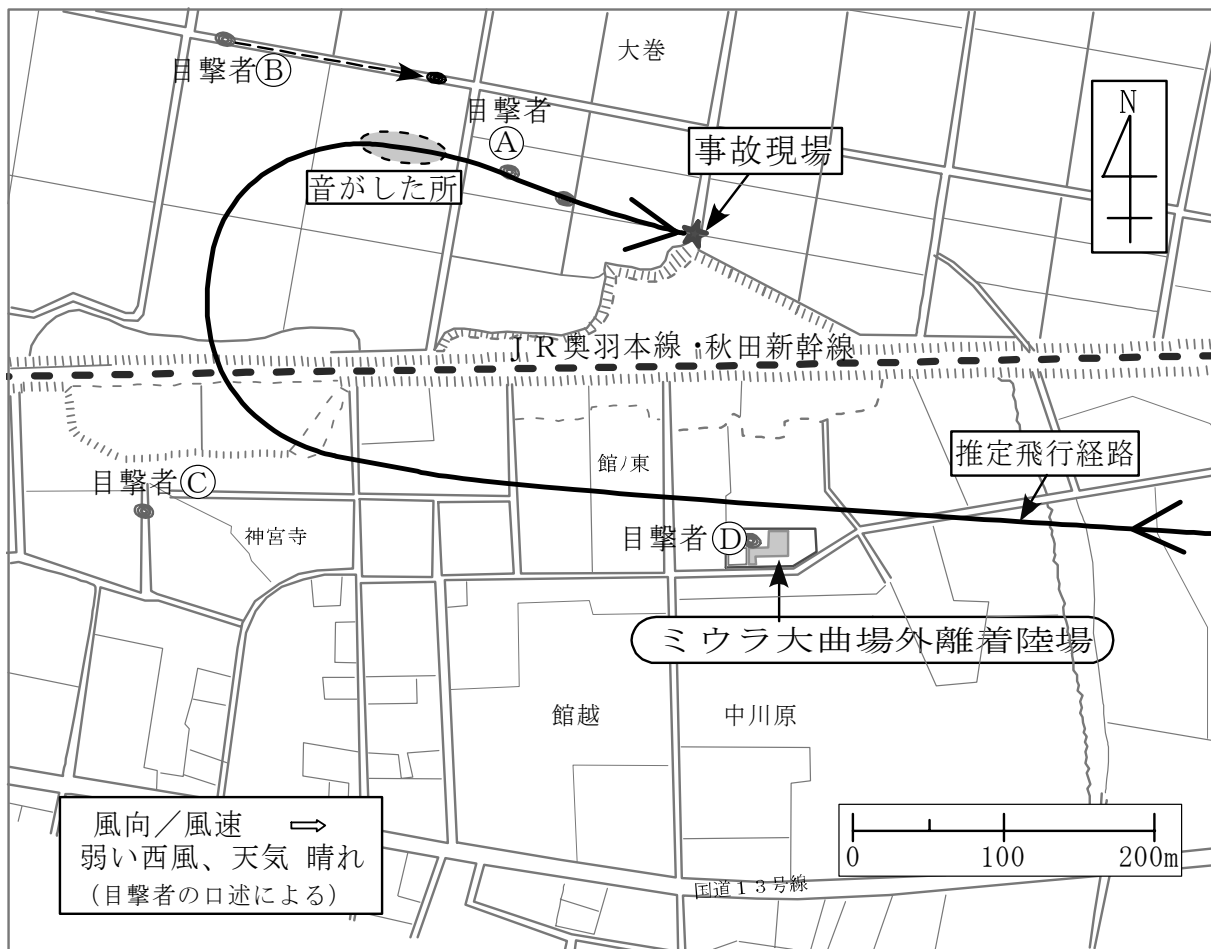 大巻
目撃者Ⓑ
N
目撃者
Ⓐ
事故現場
音がした所
ＪＲ奥羽本線・秋田新幹線
推定飛行経路
館ノ東
目撃者Ⓒ
神宮寺
目撃者Ⓓ
ミウラ大曲場外離着陸場
館越
中川原
風向／風速 ⇨
弱い西風、天気 晴れ
(目撃者の口述による)
0 100 200m
国道１３号線